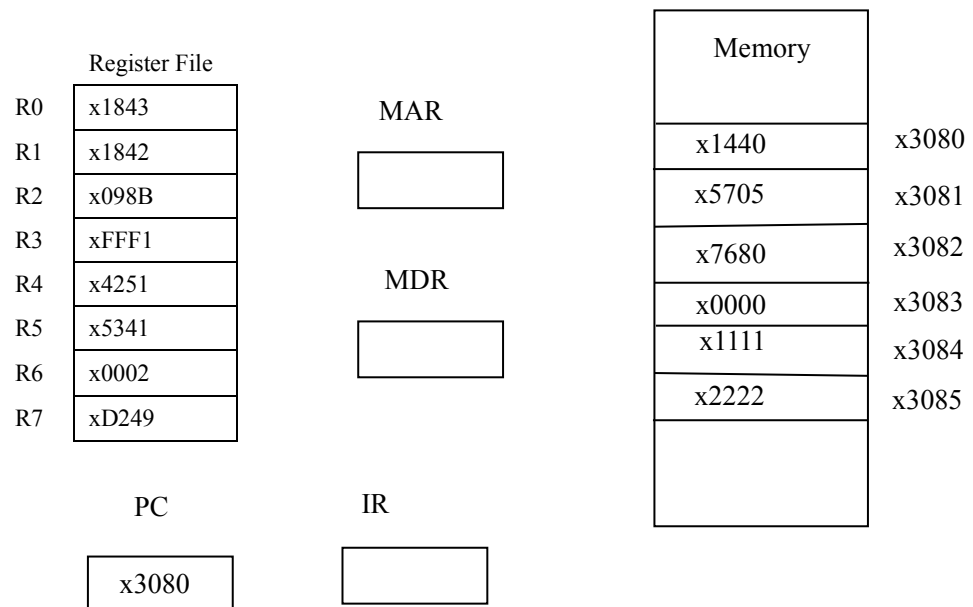 Register File
R0 x1843
R1 x1842
R2 x098B
R3 xFFF1
R4 x4251
R5 x5341
R6 x0002
R7 xD249
PC
x3080
MAR
MDR
IR
Memory
x1440 x3080
x5705 x3081
x7680 x3082
x0000 x3083
x1111 x3084
x2222 x3085